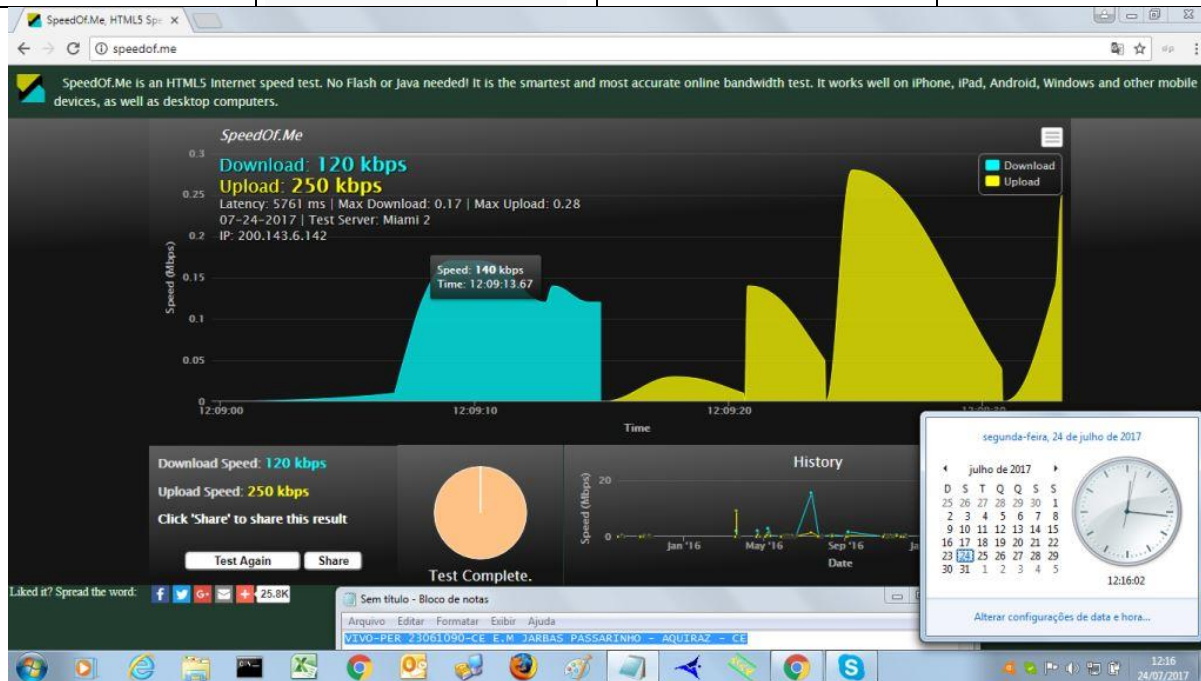 SpeedOf.Me, HTML5 Spe
speedof.me
SpeedOf.Me is an HTML5 Internet speed test. No Flash or Java needed! It is the smartest and most accurate online bandwidth test. It works well on iPhone, iPad, Android, Windows and other mobile
devices, as well as desktop computers.
SpeedOf.Me
Download: 120 kbps
Upload: 250 kbps
Latency: 5761 ms | Max Download: 0.17 | Max Upload: 0.28
07-24-2017 | Test Server: Miami 2
IP: 200.143.6.142
Download
Upload
Speed: 140 kbps
Time: 12:09:13.67
Speed (Mbps)
0.3
0.25
0.2
0.15
0.1
0.05
0
12:09:00 12:09:10 12:09:20
Time
Download Speed: 120 kbps
Upload Speed: 250 kbps
Click 'Share' to share this result
Test Again Share
Test Complete.
History
Speed (Mbps)
20
0
Jan '16 May '16 Sep '16
Date
segunda-feira, 24 de julho de 2017
julho de 2017
D S T Q Q S S
25 26 27 28 29 30 1
2 3 4 5 6 7 8
9 10 11 12 13 14 15
16 17 18 19 20 21 22
23 24 25 26 27 28 29
30 31 1 2 3 4 5
12:16:02
Alterar configurações de data e hora...
Liked it? Spread the word:
25.8K
Sem título - Bloco de notas
Arquivo Editar Formatar Exibir Ajuda
VIVO-PER 23061090-CE E.M JARBAS PASSARINHO - AQUIRAZ - CE
12:16
24/07/2017